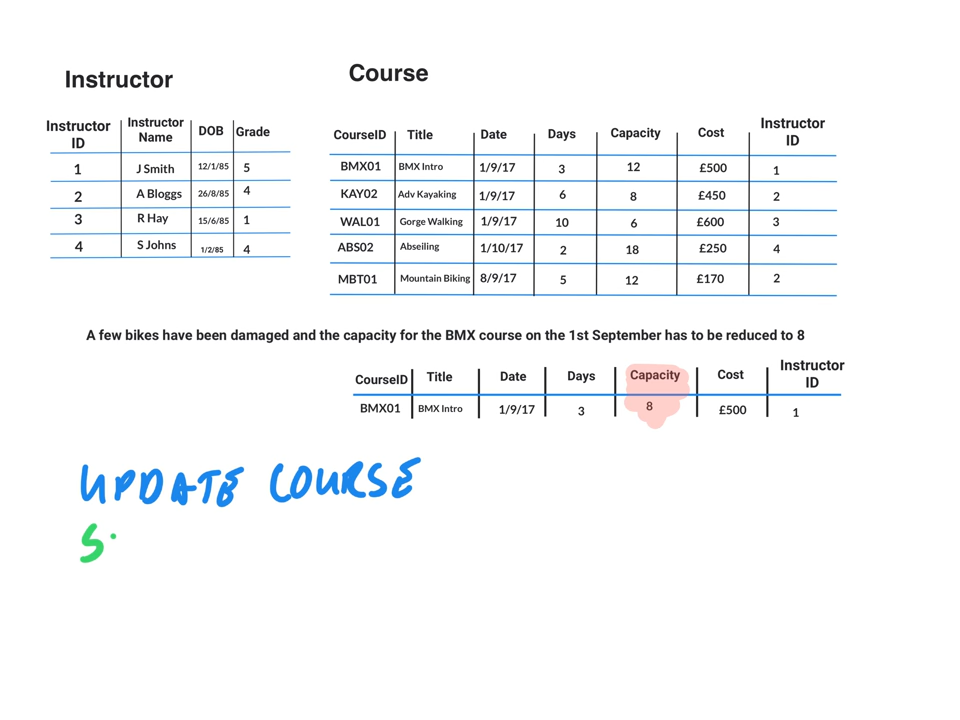 Instructor
Course
Instructor ID Instructor Name DOB Grade
1 J Smith 12/1/85 5
2 A Bloggs 26/8/85 4
3 R Hay 15/6/85 1
4 S Johns 1/2/85 4
CourseID Title Date Days Capacity Cost Instructor ID
BMX01 BMX Intro 1/9/17 3 12 £500 1
KAY02 Adv Kayaking 1/9/17 6 8 £450 2
WAL01 Gorge Walking 1/9/17 10 6 £600 3
ABS02 Abseiling 1/10/17 2 18 £250 4
MBT01 Mountain Biking 8/9/17 5 12 £170 2
A few bikes have been damaged and the capacity for the BMX course on the 1st September has to be reduced to 8
CourseID Title Date Days Capacity Cost Instructor ID
BMX01 BMX Intro 1/9/17 3 8 £500 1
UPDATE COURSE
S